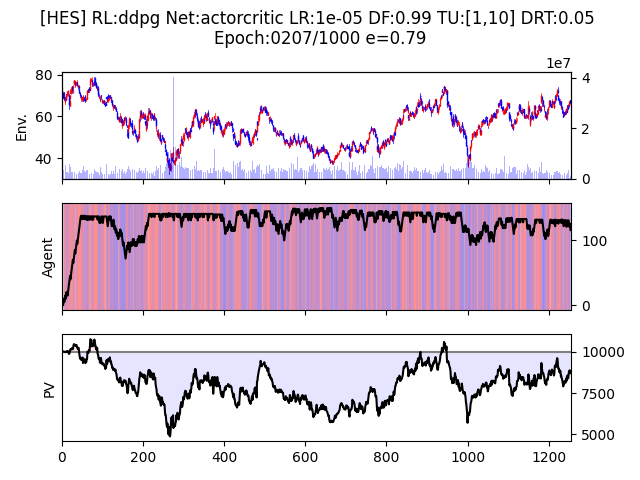 [HES] RL:ddpg Net:actorcritic LR:1e-05 DF:0.99 TU:[1,10] DRT:0.05
Epoch:0207/1000 e=0.79
1e7
80
60
40
Env.
4
2
0
Agent
100
0
PV
10000
7500
5000
0 200 400 600 800 1000 1200